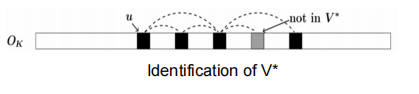 u
not in V*
O_K
Identification of V*